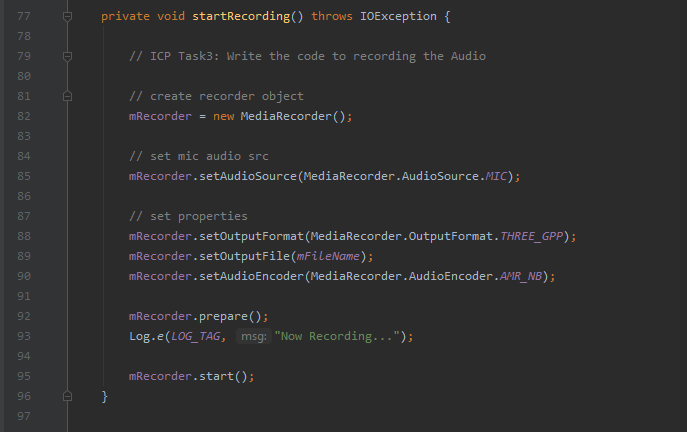 77 private void startRecording() throws IOException {
78
79 // ICP Task3: Write the code to recording the Audio
80
81 // create recorder object
82 mRecorder = new MediaRecorder();
83
84 // set mic audio src
85 mRecorder.setAudioSource(MediaRecorder.AudioSource.MIC);
86
87 // set properties
88 mRecorder.setOutputFormat(MediaRecorder.OutputFormat.THREE_GPP);
89 mRecorder.setOutputFile(mFileName);
90 mRecorder.setAudioEncoder(MediaRecorder.AudioEncoder.AMR_NB);
91
92 mRecorder.prepare();
93 Log.e(LOG_TAG, msg: "Now Recording...");
94
95 mRecorder.start();
96 }
97